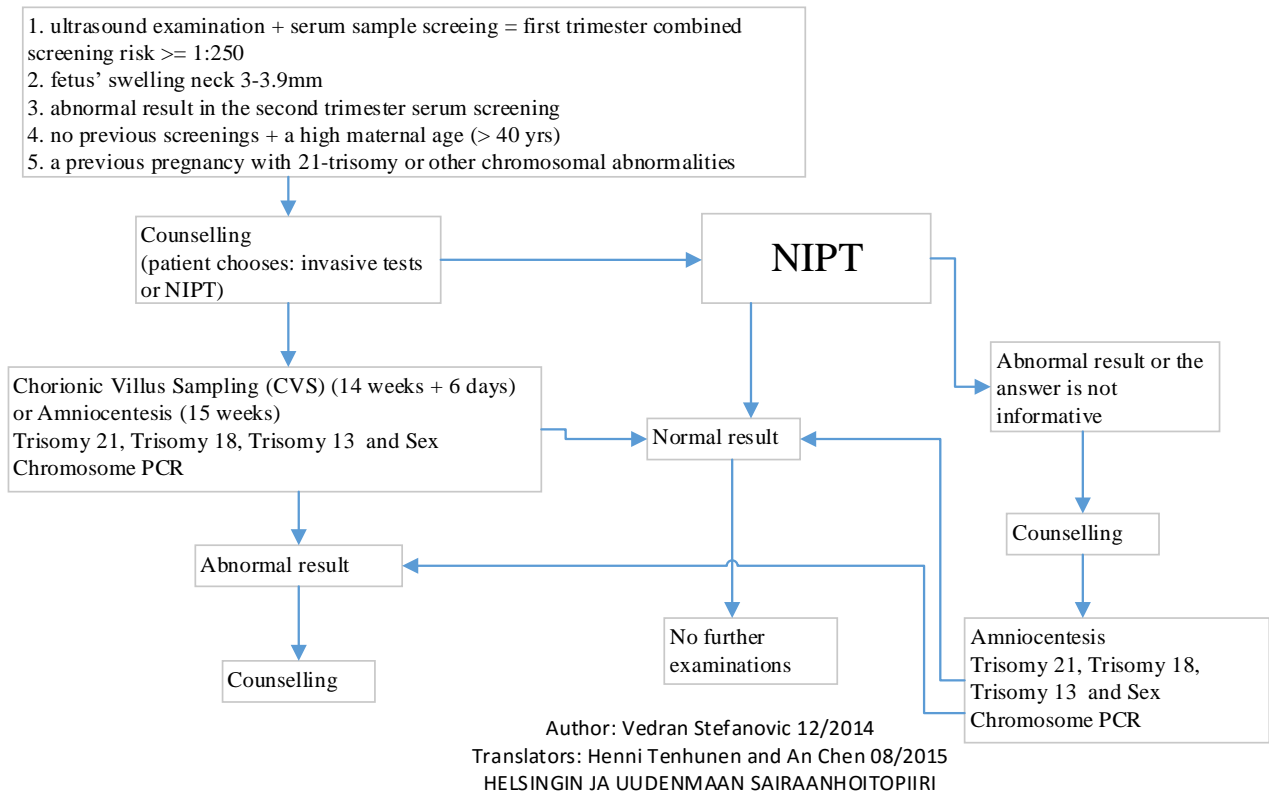 1. ultrasound examination + serum sample screeing = first trimester combined
screening risk >= 1:250
2. fetus' swelling neck 3-3.9mm
3. abnormal result in the second trimester serum screening
4. no previous screenings + a high maternal age (> 40 yrs)
5. a previous pregnancy with 21-trisomy or other chromosomal abnormalities
Counselling
(patient chooses: invasive tests
or NIPT)
NIPT
Chorionic Villus Sampling (CVS) (14 weeks + 6 days)
or Amniocentesis (15 weeks)
Trisomy 21, Trisomy 18, Trisomy 13 and Sex
Chromosome PCR
Normal result
Abnormal result or the
answer is not
informative
Abnormal result
Counselling
Counselling
No further
examinations
Amniocentesis
Trisomy 21, Trisomy 18,
Trisomy 13 and Sex
Chromosome PCR
Author: Vedran Stefanovic 12/2014
Translators: Henni Tenhunen and An Chen 08/2015
HELSINGIN JA UUDENMAAN SAIRAANHOITOPIIRI